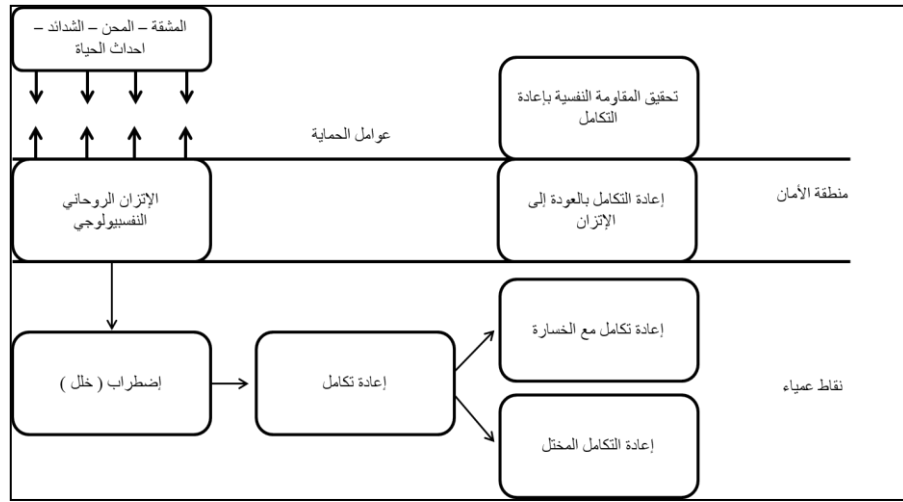 المشقة – المحن – الشدائد –
احداث الحياة
تحقيق المقاومة النفسية بإعادة
التكامل
عوامل الحماية
الإتزان الروحاني
النفسبيولوجي
إعادة التكامل بالعودة إلى
الإتزان
منطقة الأمان
إعادة تكامل مع الخسارة
إضطراب ( خلل )
إعادة تكامل
نقاط عمياء
إعادة التكامل المختل